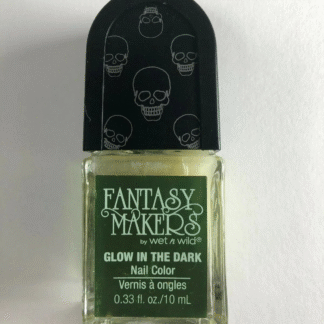 FANTASY
MAKERS
by wet n wild®
GLOW IN THE DARK
Nail Color
Vernis à ongles
0.33 fl. oz/10 mL